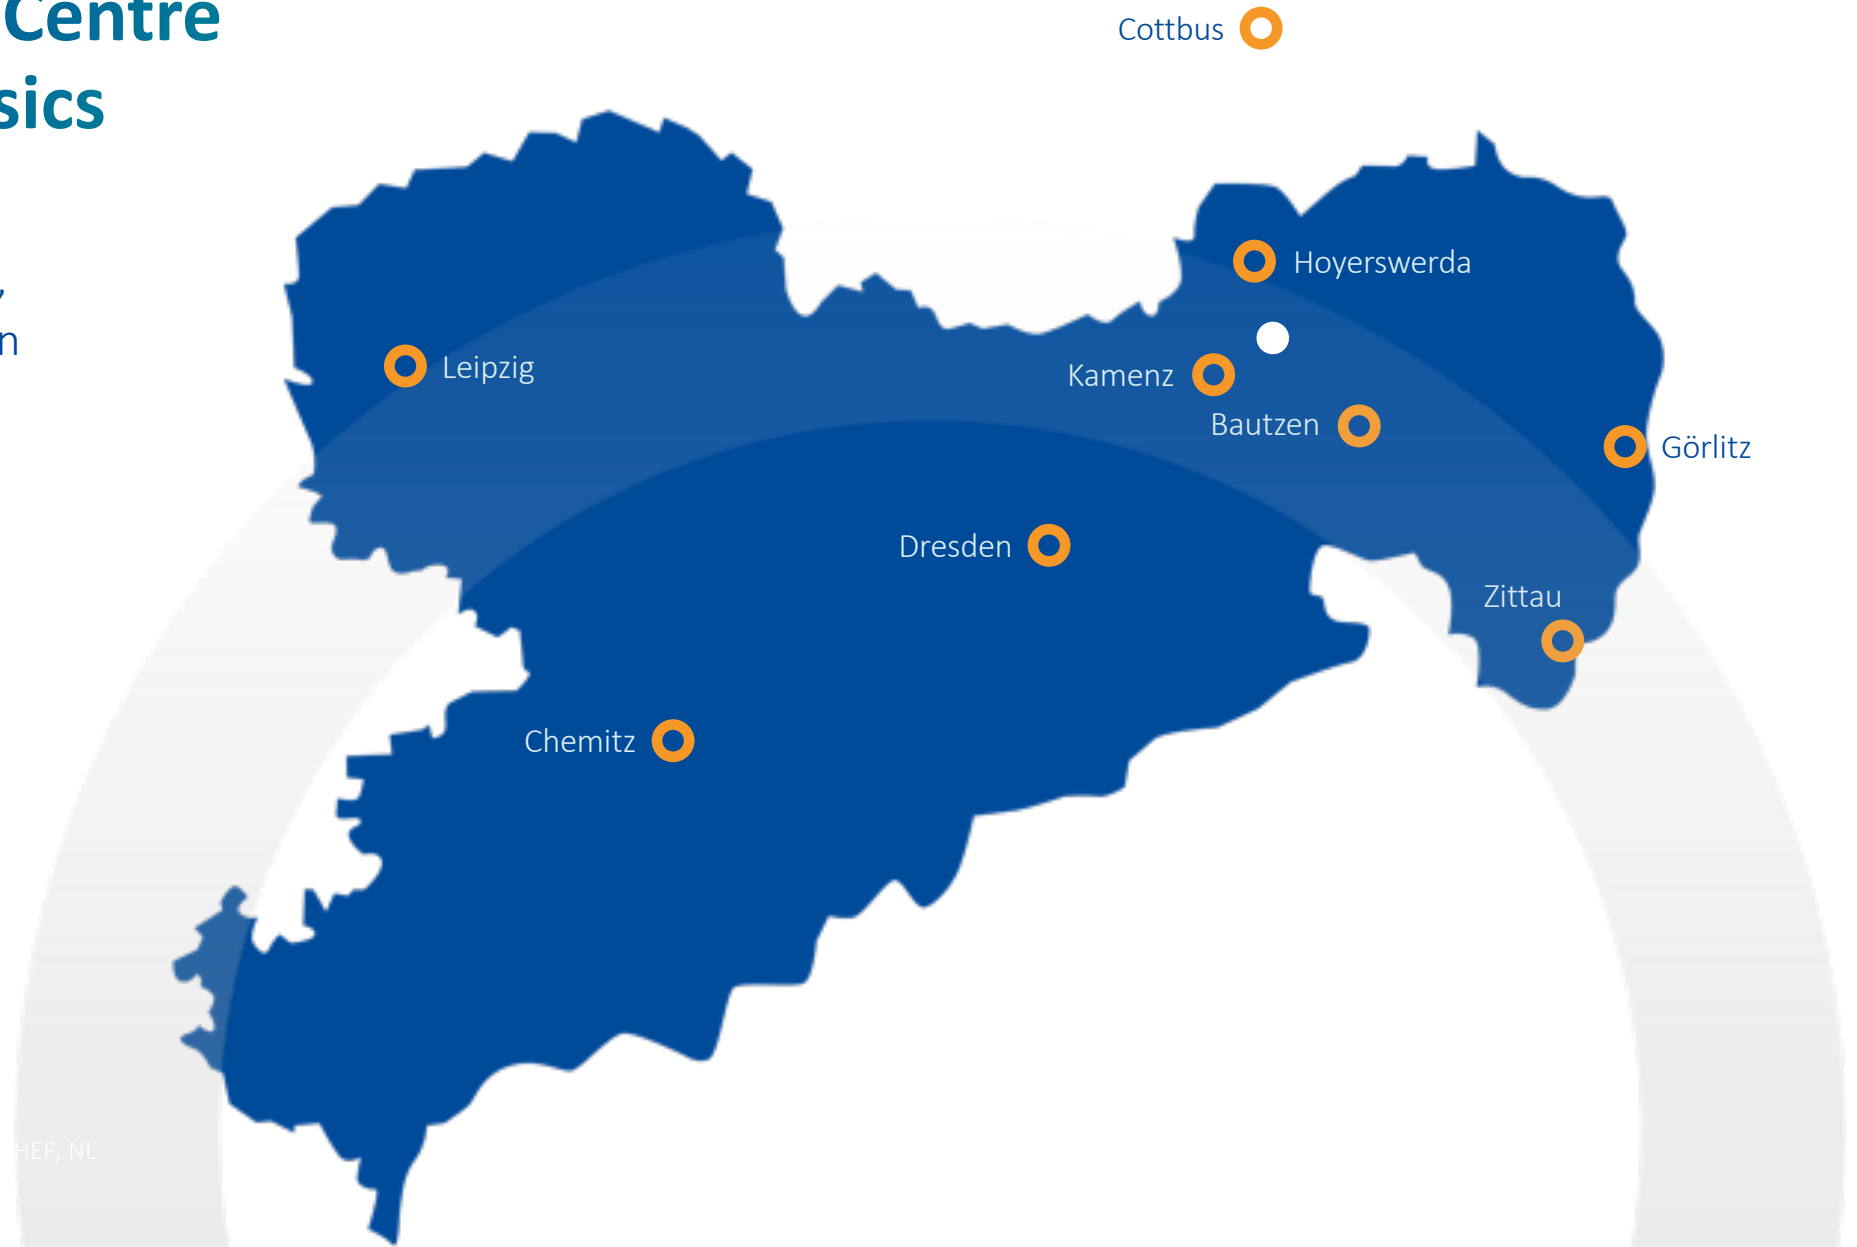 Centre
sics
,
n
Cottbus
Hoyerswerda
Leipzig
Kamenz
Bautzen
Görlitz
Dresden
Zittau
Chemitz
HEF, NL